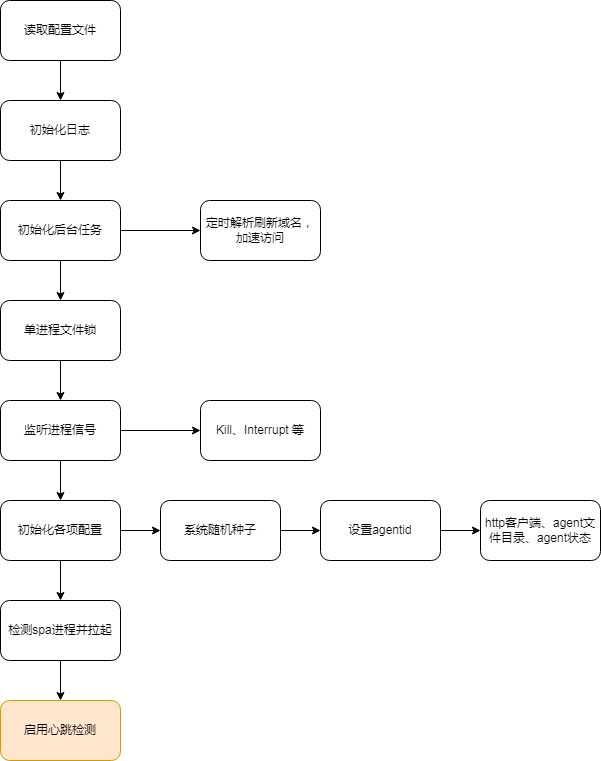 读取配置文件
初始化日志
初始化后台任务
定时解析刷新域名，
加速访问
单进程文件锁
监听进程信号
Kill、Interrupt 等
初始化各项配置
系统随机种子
设置agentid
http客户端、agent文
件目录、agent状态
检测spa进程并拉起
启用心跳检测